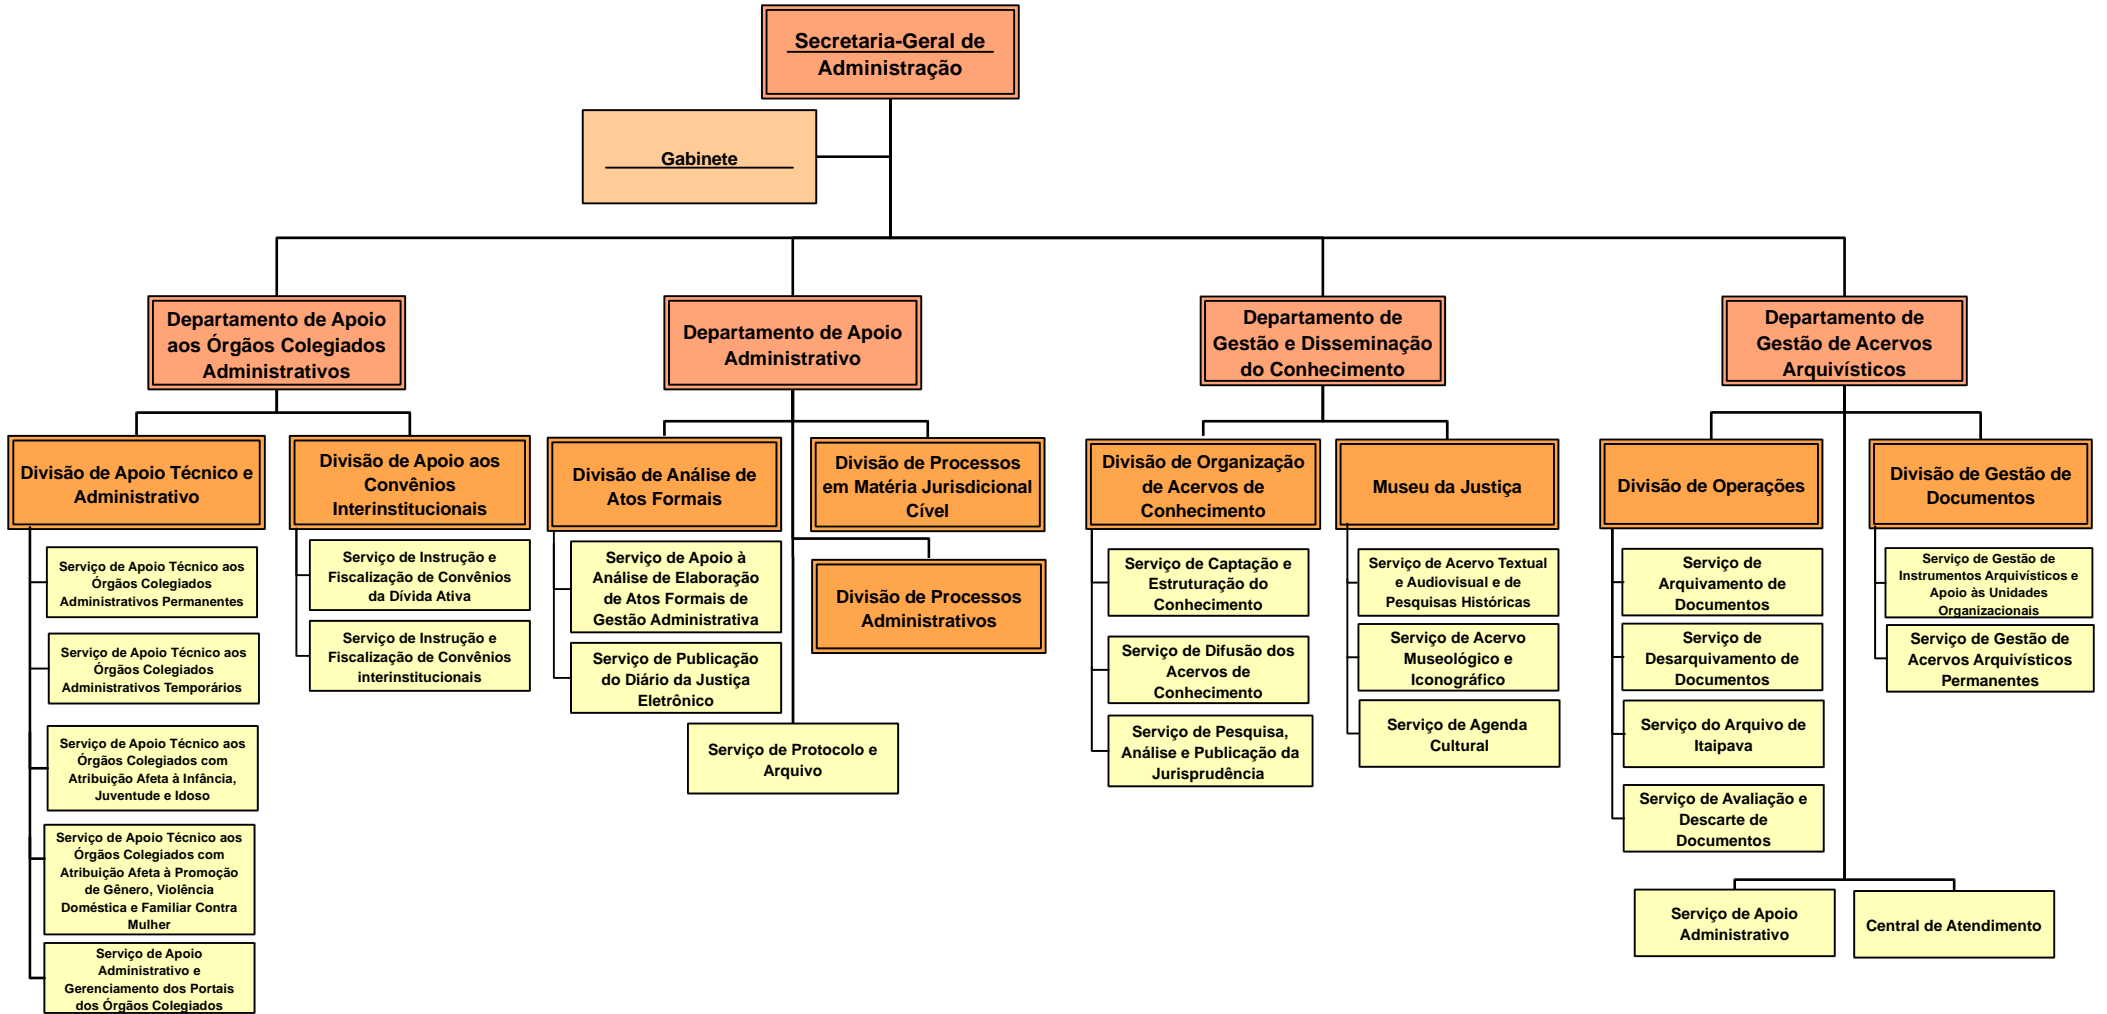 Secretaria-Geral de
Administração
Gabinete
Departamento de Apoio
aos Órgãos Colegiados
Administrativos
Departamento de Apoio
Administrativo
Departamento de
Gestão e Disseminação
do Conhecimento
Departamento de
Gestão de Acervos
Arquivísticos
Divisão de Apoio Técnico e
Administrativo
Divisão de Apoio aos
Convênios
Interinstitucionais
Divisão de Análise de
Atos Formais
Divisão de Processos
em Matéria Jurisdicional
Cível
Divisão de Organização
de Acervos de
Conhecimento
Museu da Justiça
Divisão de Operações
Divisão de Gestão de
Documentos
Serviço de Apoio Técnico aos
Órgãos Colegiados
Administrativos Permanentes
Serviço de Apoio Técnico aos
Órgãos Colegiados
Administrativos Temporários
Serviço de Apoio Técnico aos
Órgãos Colegiados com
Atribuição Afeta à Infância,
Juventude e Idoso
Serviço de Apoio Técnico aos
Órgãos Colegiados com
Atribuição Afeta à Promoção
de Gênero, Violência
Doméstica e Familiar Contra
Mulher
Serviço de Apoio
Administrativo e
Gerenciamento dos Portais
dos Órgãos Colegiados
Serviço de Instrução e
Fiscalização de Convênios
da Dívida Ativa
Serviço de Instrução e
Fiscalização de Convênios
interinstitucionais
Serviço de Apoio à
Análise de Elaboração
de Atos Formais de
Gestão Administrativa
Serviço de Publicação
do Diário da Justiça
Eletrônico
Divisão de Processos
Administrativos
Serviço de Protocolo e
Arquivo
Serviço de Captação e
Estruturação do
Conhecimento
Serviço de Difusão dos
Acervos de
Conhecimento
Serviço de Pesquisa,
Análise e Publicação da
Jurisprudência
Serviço de Acervo Textual
e Audiovisual e de
Pesquisas Históricas
Serviço de Acervo
Museológico e
Iconográfico
Serviço de Agenda
Cultural
Serviço de
Arquivamento de
Documentos
Serviço de
Desarquivamento de
Documentos
Serviço do Arquivo de
Itaipava
Serviço de Avaliação e
Descarte de
Documentos
Serviço de Gestão de
Instrumentos Arquivísticos e
Apoio às Unidades
Organizacionais
Serviço de Gestão de
Acervos Arquivísticos
Permanentes
Serviço de Apoio
Administrativo
Central de Atendimento